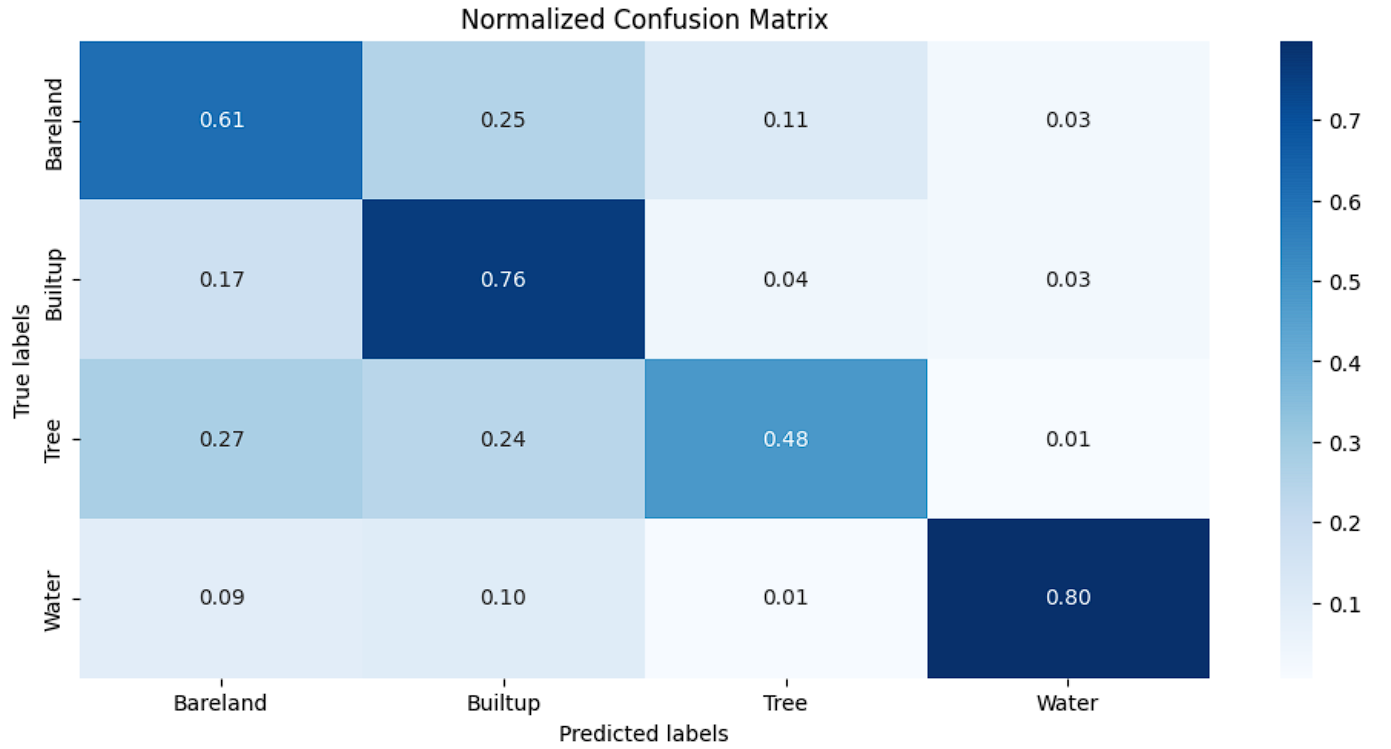 Normalized Confusion Matrix
True labels
Bareland
0.61 0.25 0.11 0.03
Builtup
0.17 0.76 0.04 0.03
Tree
0.27 0.24 0.48 0.01
Water
0.09 0.10 0.01 0.80
Bareland Builtup Tree Water
Predicted labels
0.7
0.6
0.5
0.4
0.3
0.2
0.1